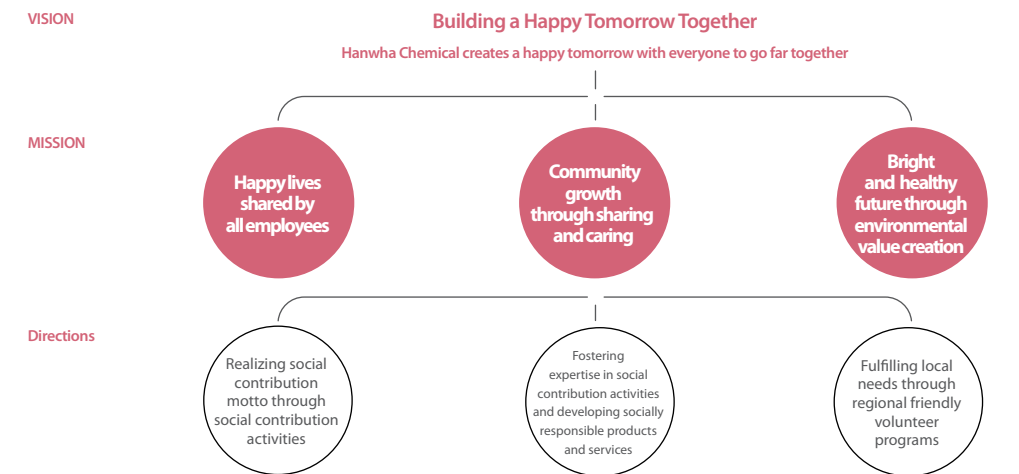 VISION
Building a Happy Tomorrow Together
Hanwha Chemical creates a happy tomorrow with everyone to go far together
MISSION
Happy lives
shared by
all employees
Community
growth
through sharing
and caring
Bright
and healthy
future through
environmental
value creation
Directions
Realizing social
contribution
motto through
social contribution
activities
Fostering
expertise in social
contribution activities
and developing socially
responsible products
and services
Fulfilling local
needs through
regional friendly
volunteer
programs